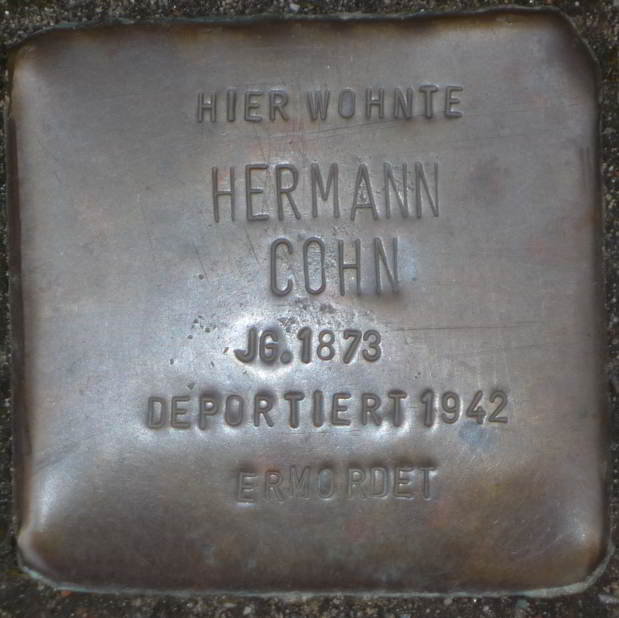 HIER WOHNTE
HERMANN
COHN
JG. 1873
DEPORTIERT 1942
ERMORDET